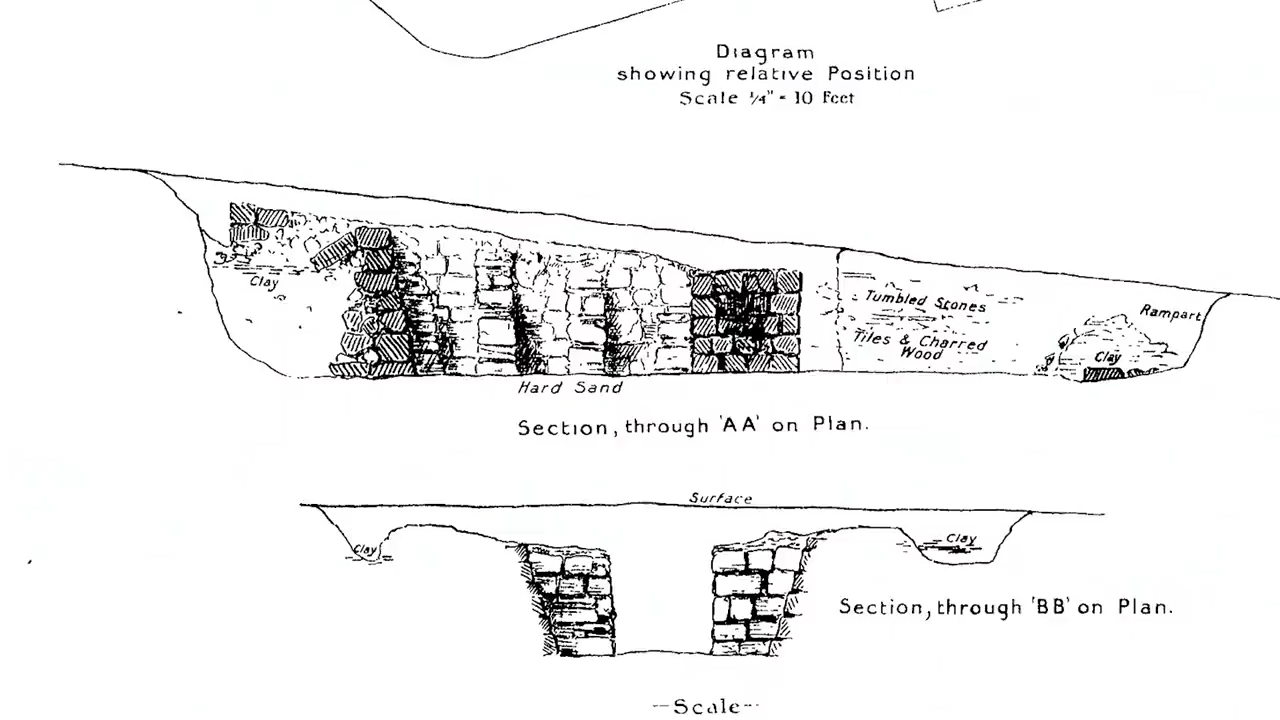 Diagram
showing relative Position
Scale ¼" = 10 Feet
Clay
Tumbled Stones
Rampart
Tiles & Charred
Wood
Clay
Hard Sand
Section, through 'AA' on Plan.
Surface
Clay
Clay
Section, through 'BB' on Plan.
--Scale--